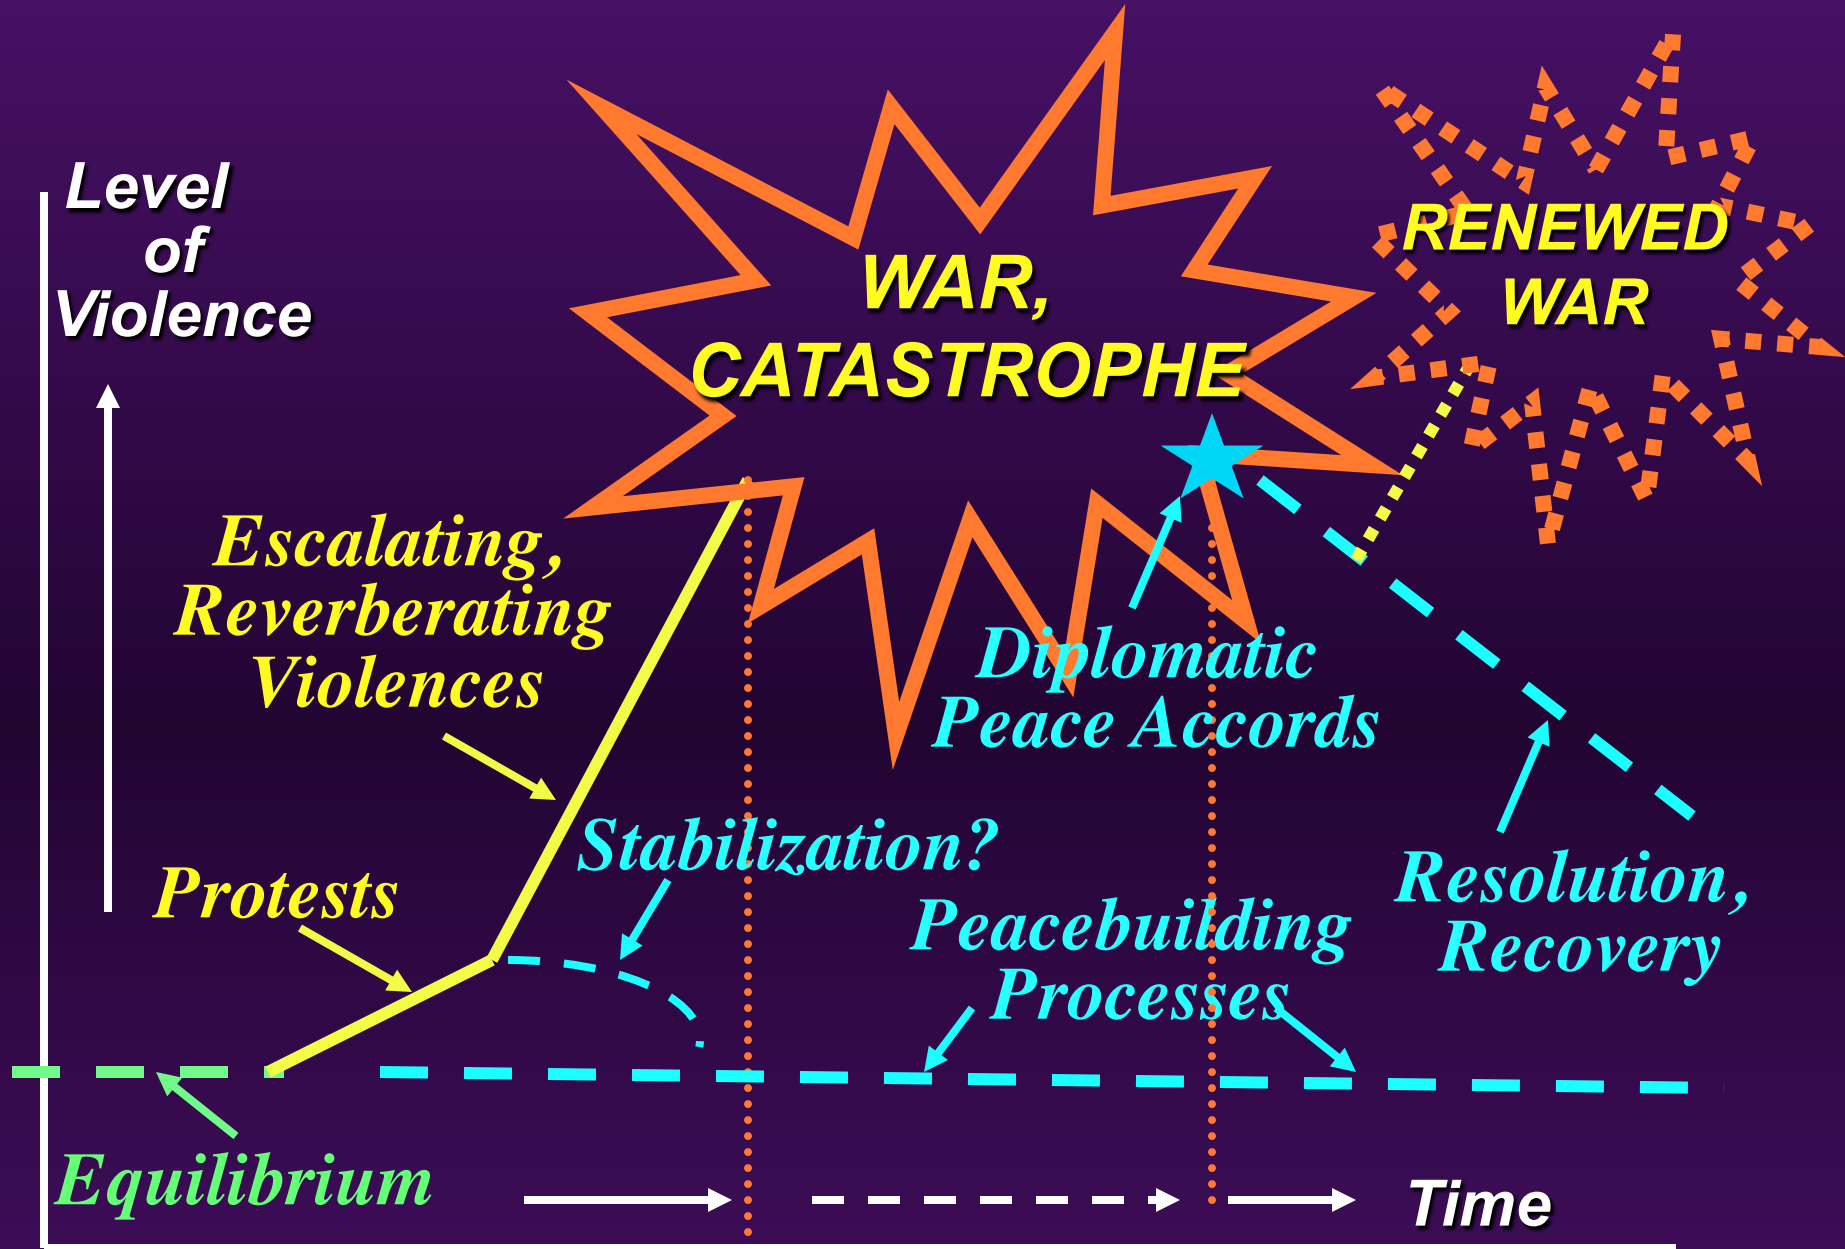 Level
of
Violence
WAR,
CATASTROPHE
RENEWED
WAR
Escalating,
Reverberating
Violences
Diplomatic
Peace Accords
Stabilization?
Protests
Peacebuilding
Processes
Resolution,
Recovery
Equilibrium
Time